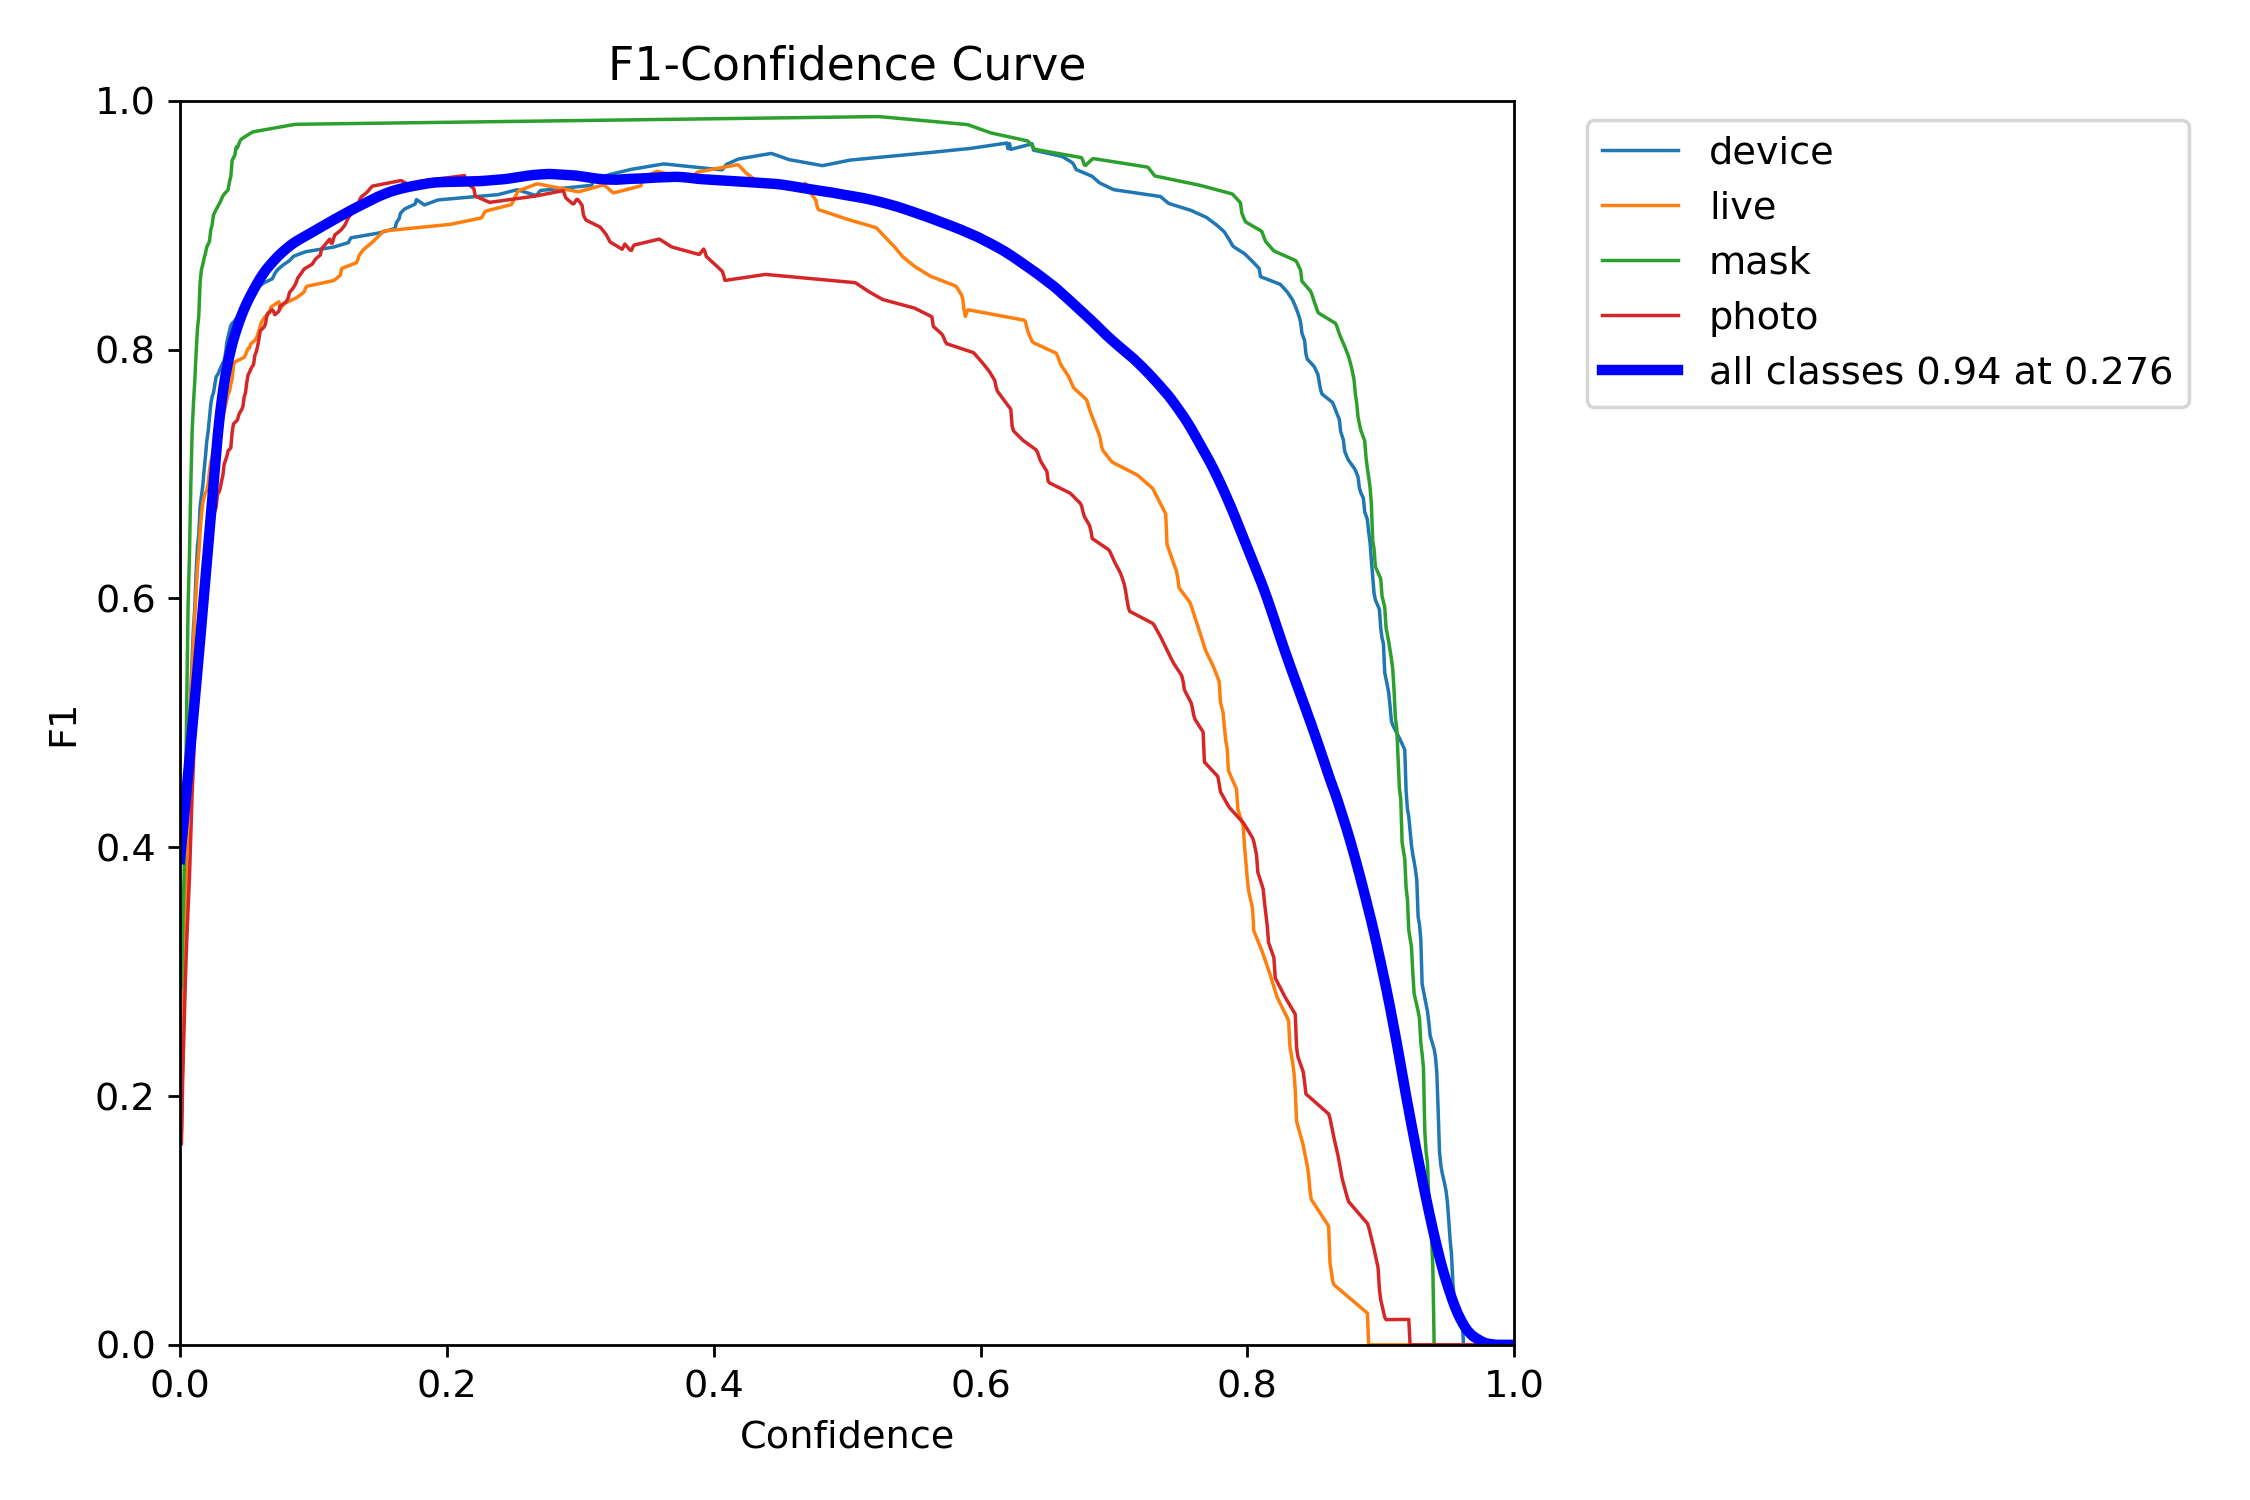 F1-Confidence Curve
1.0
0.8
0.6
0.4
0.2
0.0
F1
0.0 0.2 0.4 0.6 0.8 1.0
Confidence
device
live
mask
photo
all classes 0.94 at 0.276